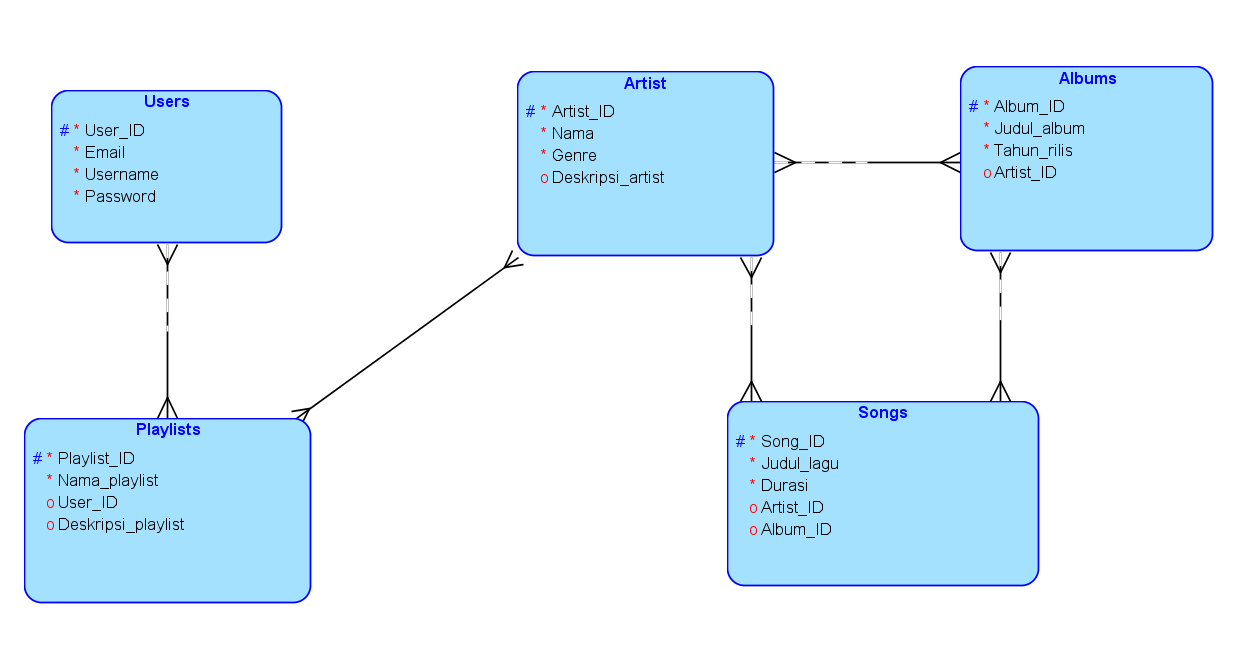 Users
# * User_ID
* Email
* Username
* Password
Artist
# * Artist_ID
* Nama
* Genre
o Deskripsi_artist
Albums
# * Album_ID
* Judul_album
* Tahun_rilis
o Artist_ID
Playlists
# * Playlist_ID
* Nama_playlist
o User_ID
o Deskripsi_playlist
Songs
# * Song_ID
* Judul_lagu
* Durasi
o Artist_ID
o Album_ID